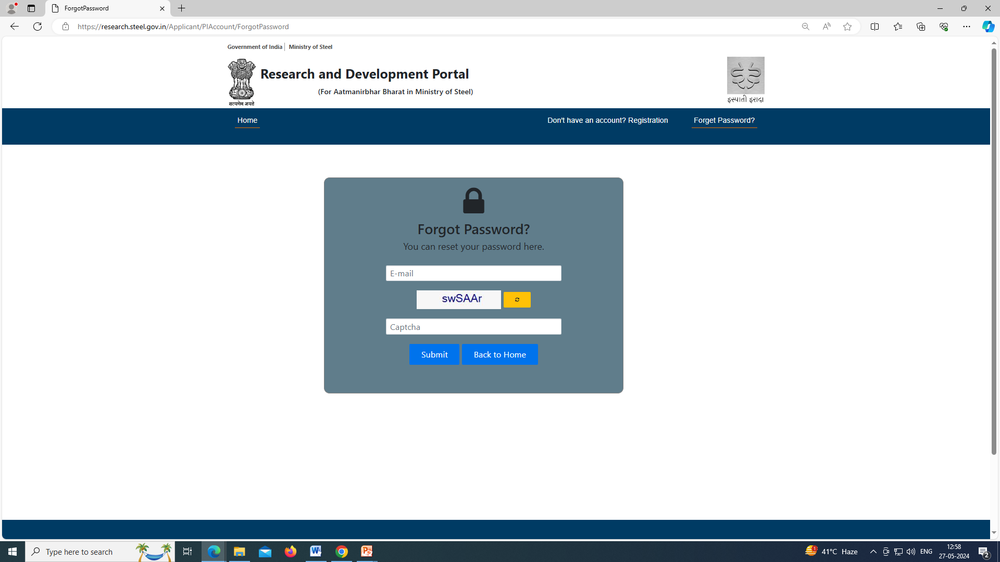 ForgotPassword
https://research.steel.gov.in/Applicant/PIAccount/ForgotPassword
Government of India | Ministry of Steel
Research and Development Portal
(For Aatmanirbhar Bharat in Ministry of Steel)
सत्यमेव जयते
इस्पाती इरादा
Home
Don't have an account? Registration
Forget Password?
Forgot Password?
You can reset your password here.
E-mail
swSAAr
Captcha
Submit
Back to Home
Type here to search
41°C Haze
ENG
12:58
27-05-2024
2